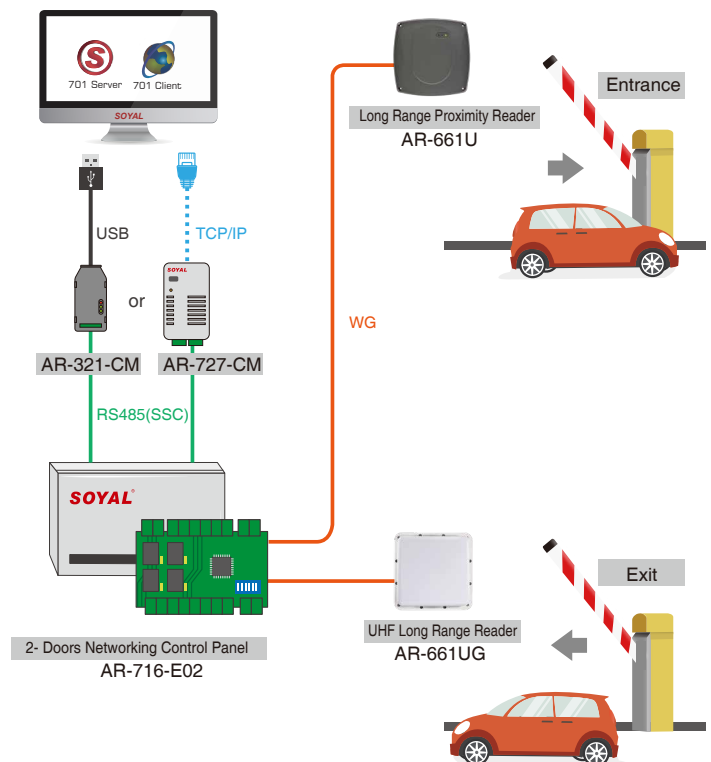 701 Server 701 Client
SOYAL
Long Range Proximity Reader
AR-661U
Entrance
USB
TCP/IP
SOYAL
or
WG
AR-321-CM
AR-727-CM
RS485(SSC)
SOYAL®
UHF Long Range Reader
AR-661UG
Exit
2- Doors Networking Control Panel
AR-716-E02